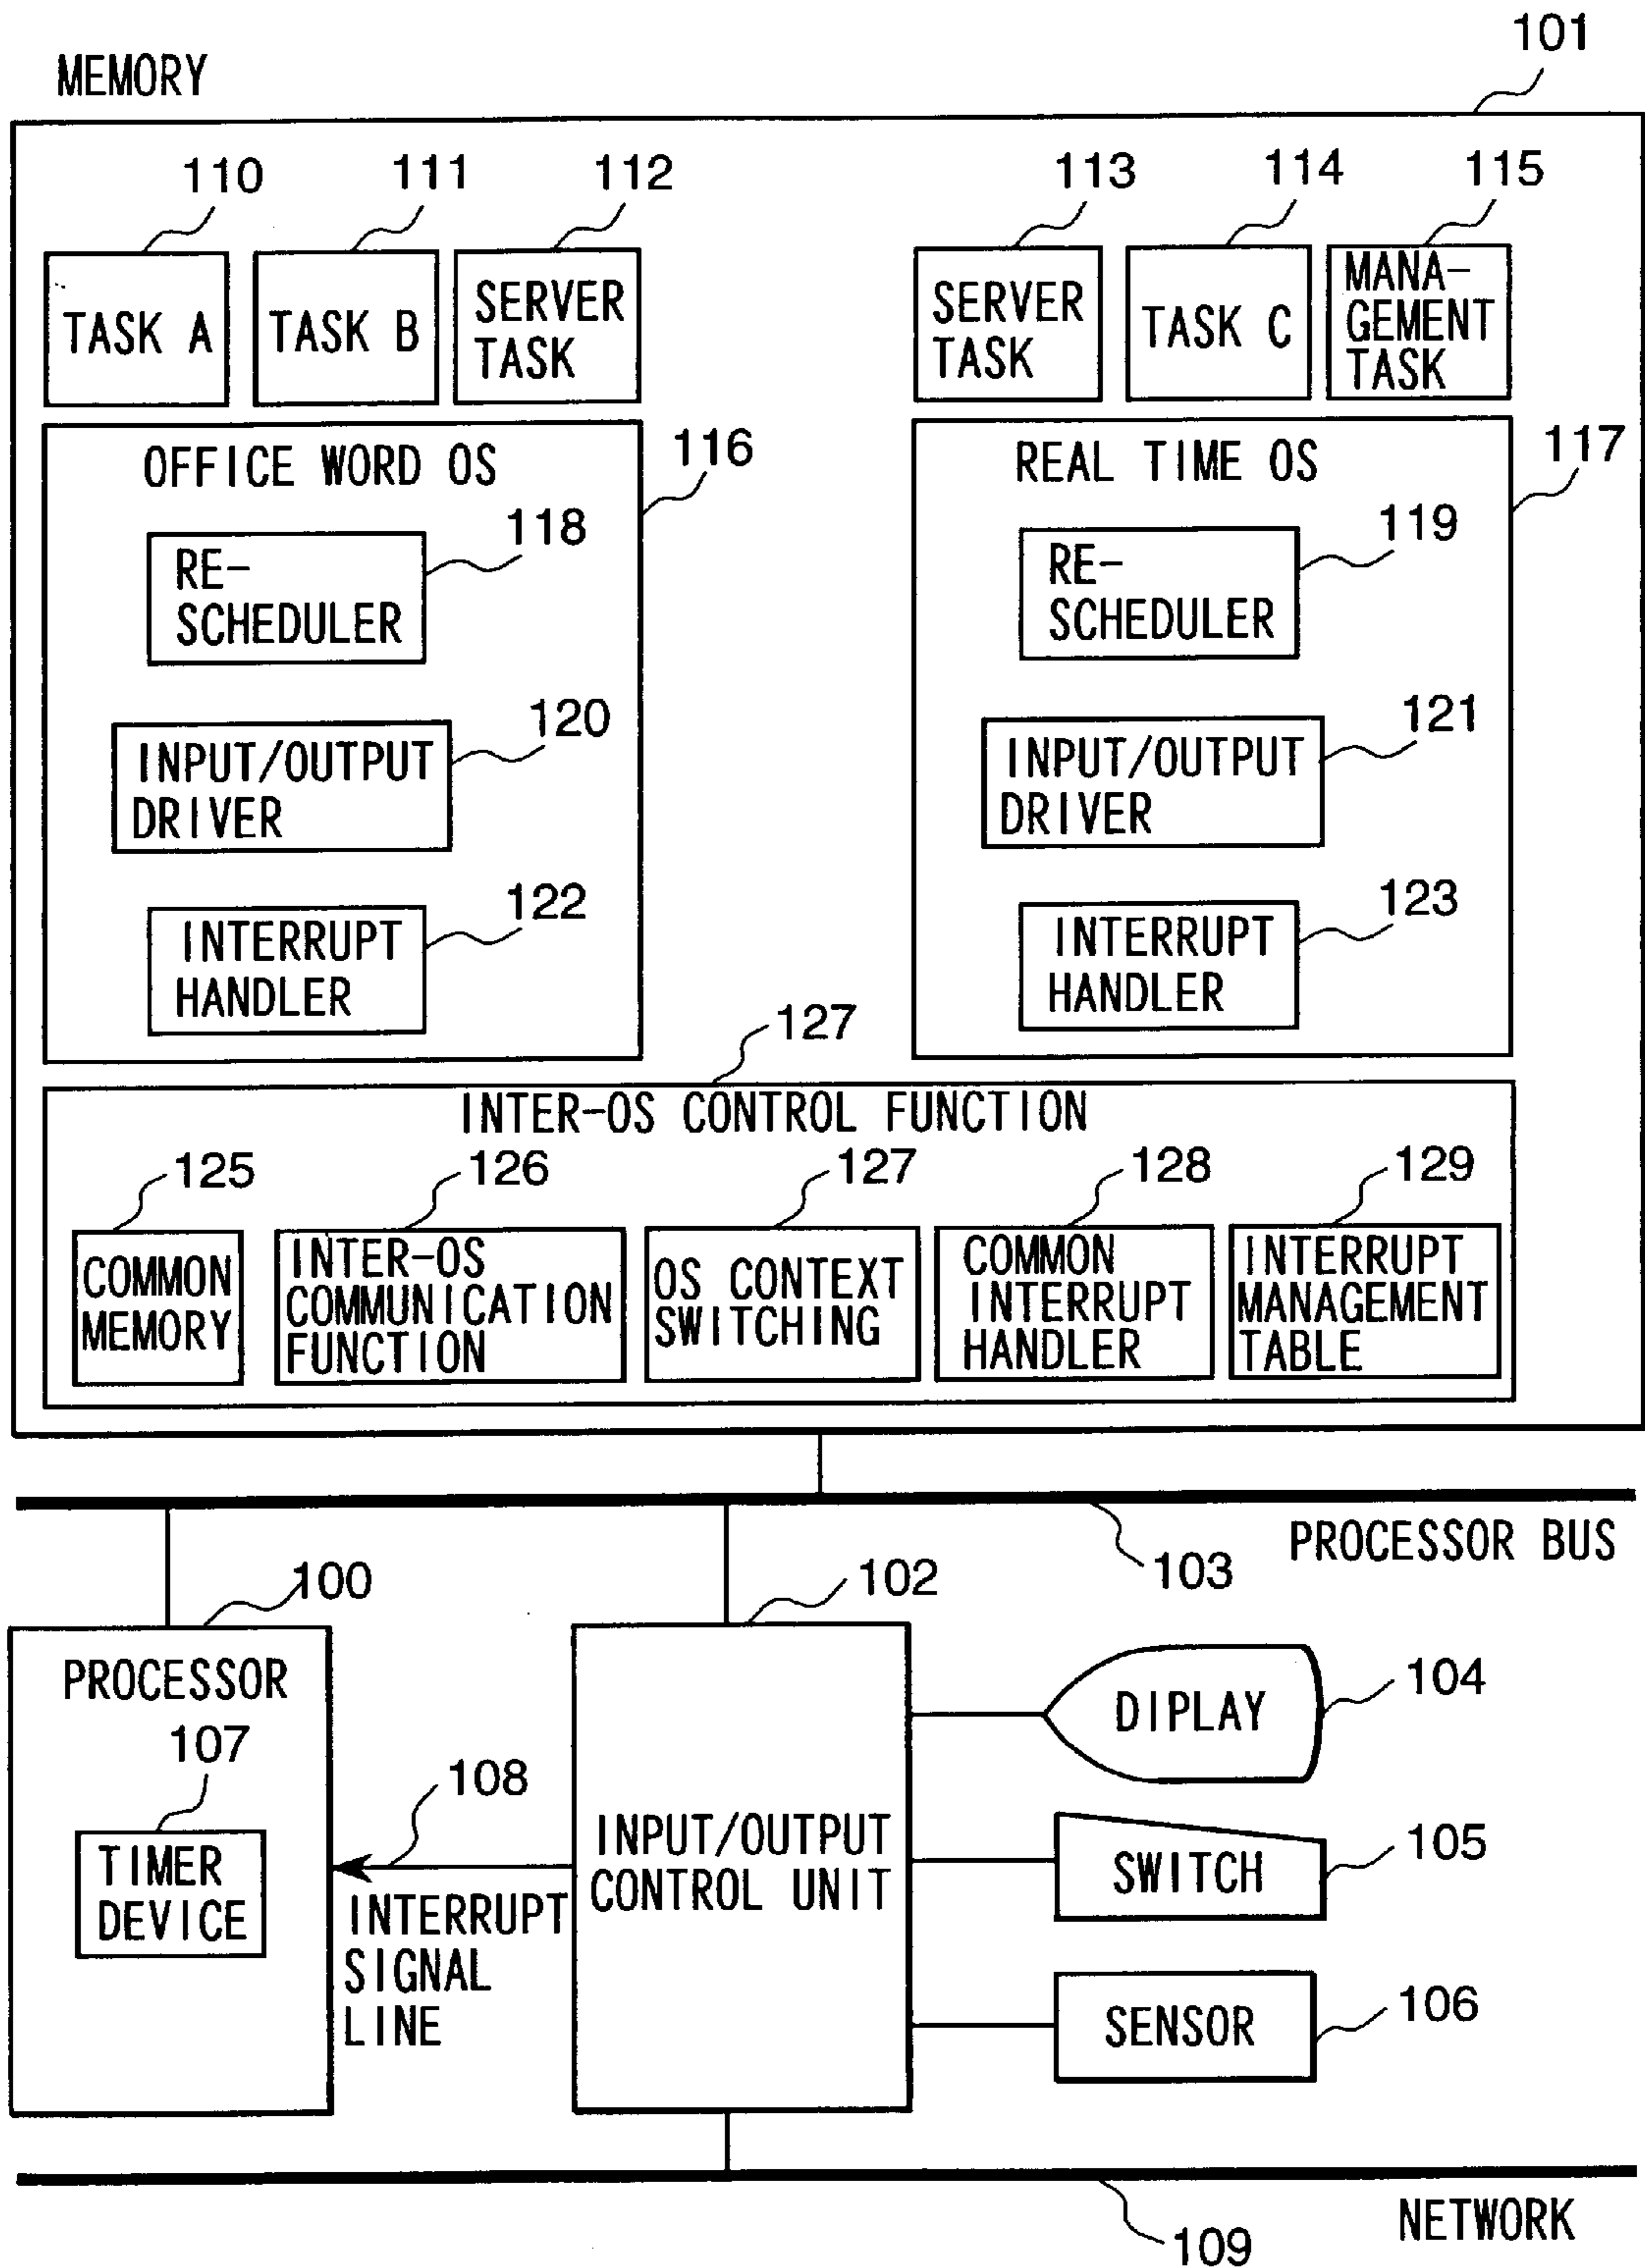 101
MEMORY
110
111
112
113
114
115
TASK A
TASK B
SERVER
TASK
SERVER
TASK
TASK C
MANA-
GEMENT
TASK
OFFICE WORD OS
116
REAL TIME OS
117
118
RE-
SCHEDULER
119
RE-
SCHEDULER
120
INPUT/OUTPUT
DRIVER
121
INPUT/OUTPUT
DRIVER
122
INTERRUPT
HANDLER
123
INTERRUPT
HANDLER
127
INTER-OS CONTROL FUNCTION
125
126
127
128
129
COMMON
MEMORY
INTER-OS
COMMUNICATION
FUNCTION
OS CONTEXT
SWITCHING
COMMON
INTERRUPT
HANDLER
INTERRUPT
MANAGEMENT
TABLE
PROCESSOR BUS
103
100
102
PROCESSOR
107
TIMER
DEVICE
108
INTERRUPT
SIGNAL
LINE
INPUT/OUTPUT
CONTROL UNIT
DIPLAY
104
SWITCH
105
SENSOR
106
NETWORK
109